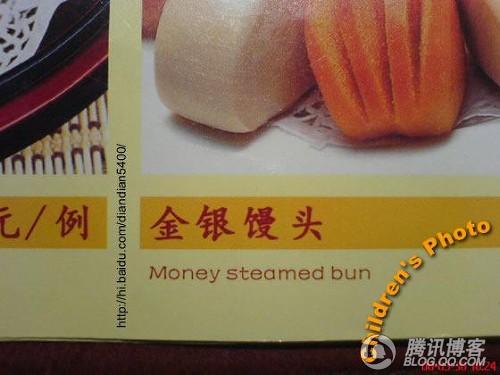 元/例
金银馒头
Money steamed bun
http://hi.baidu.com/diandian5400/
Children's Photo
腾讯博客
BLOG.QQ.COM